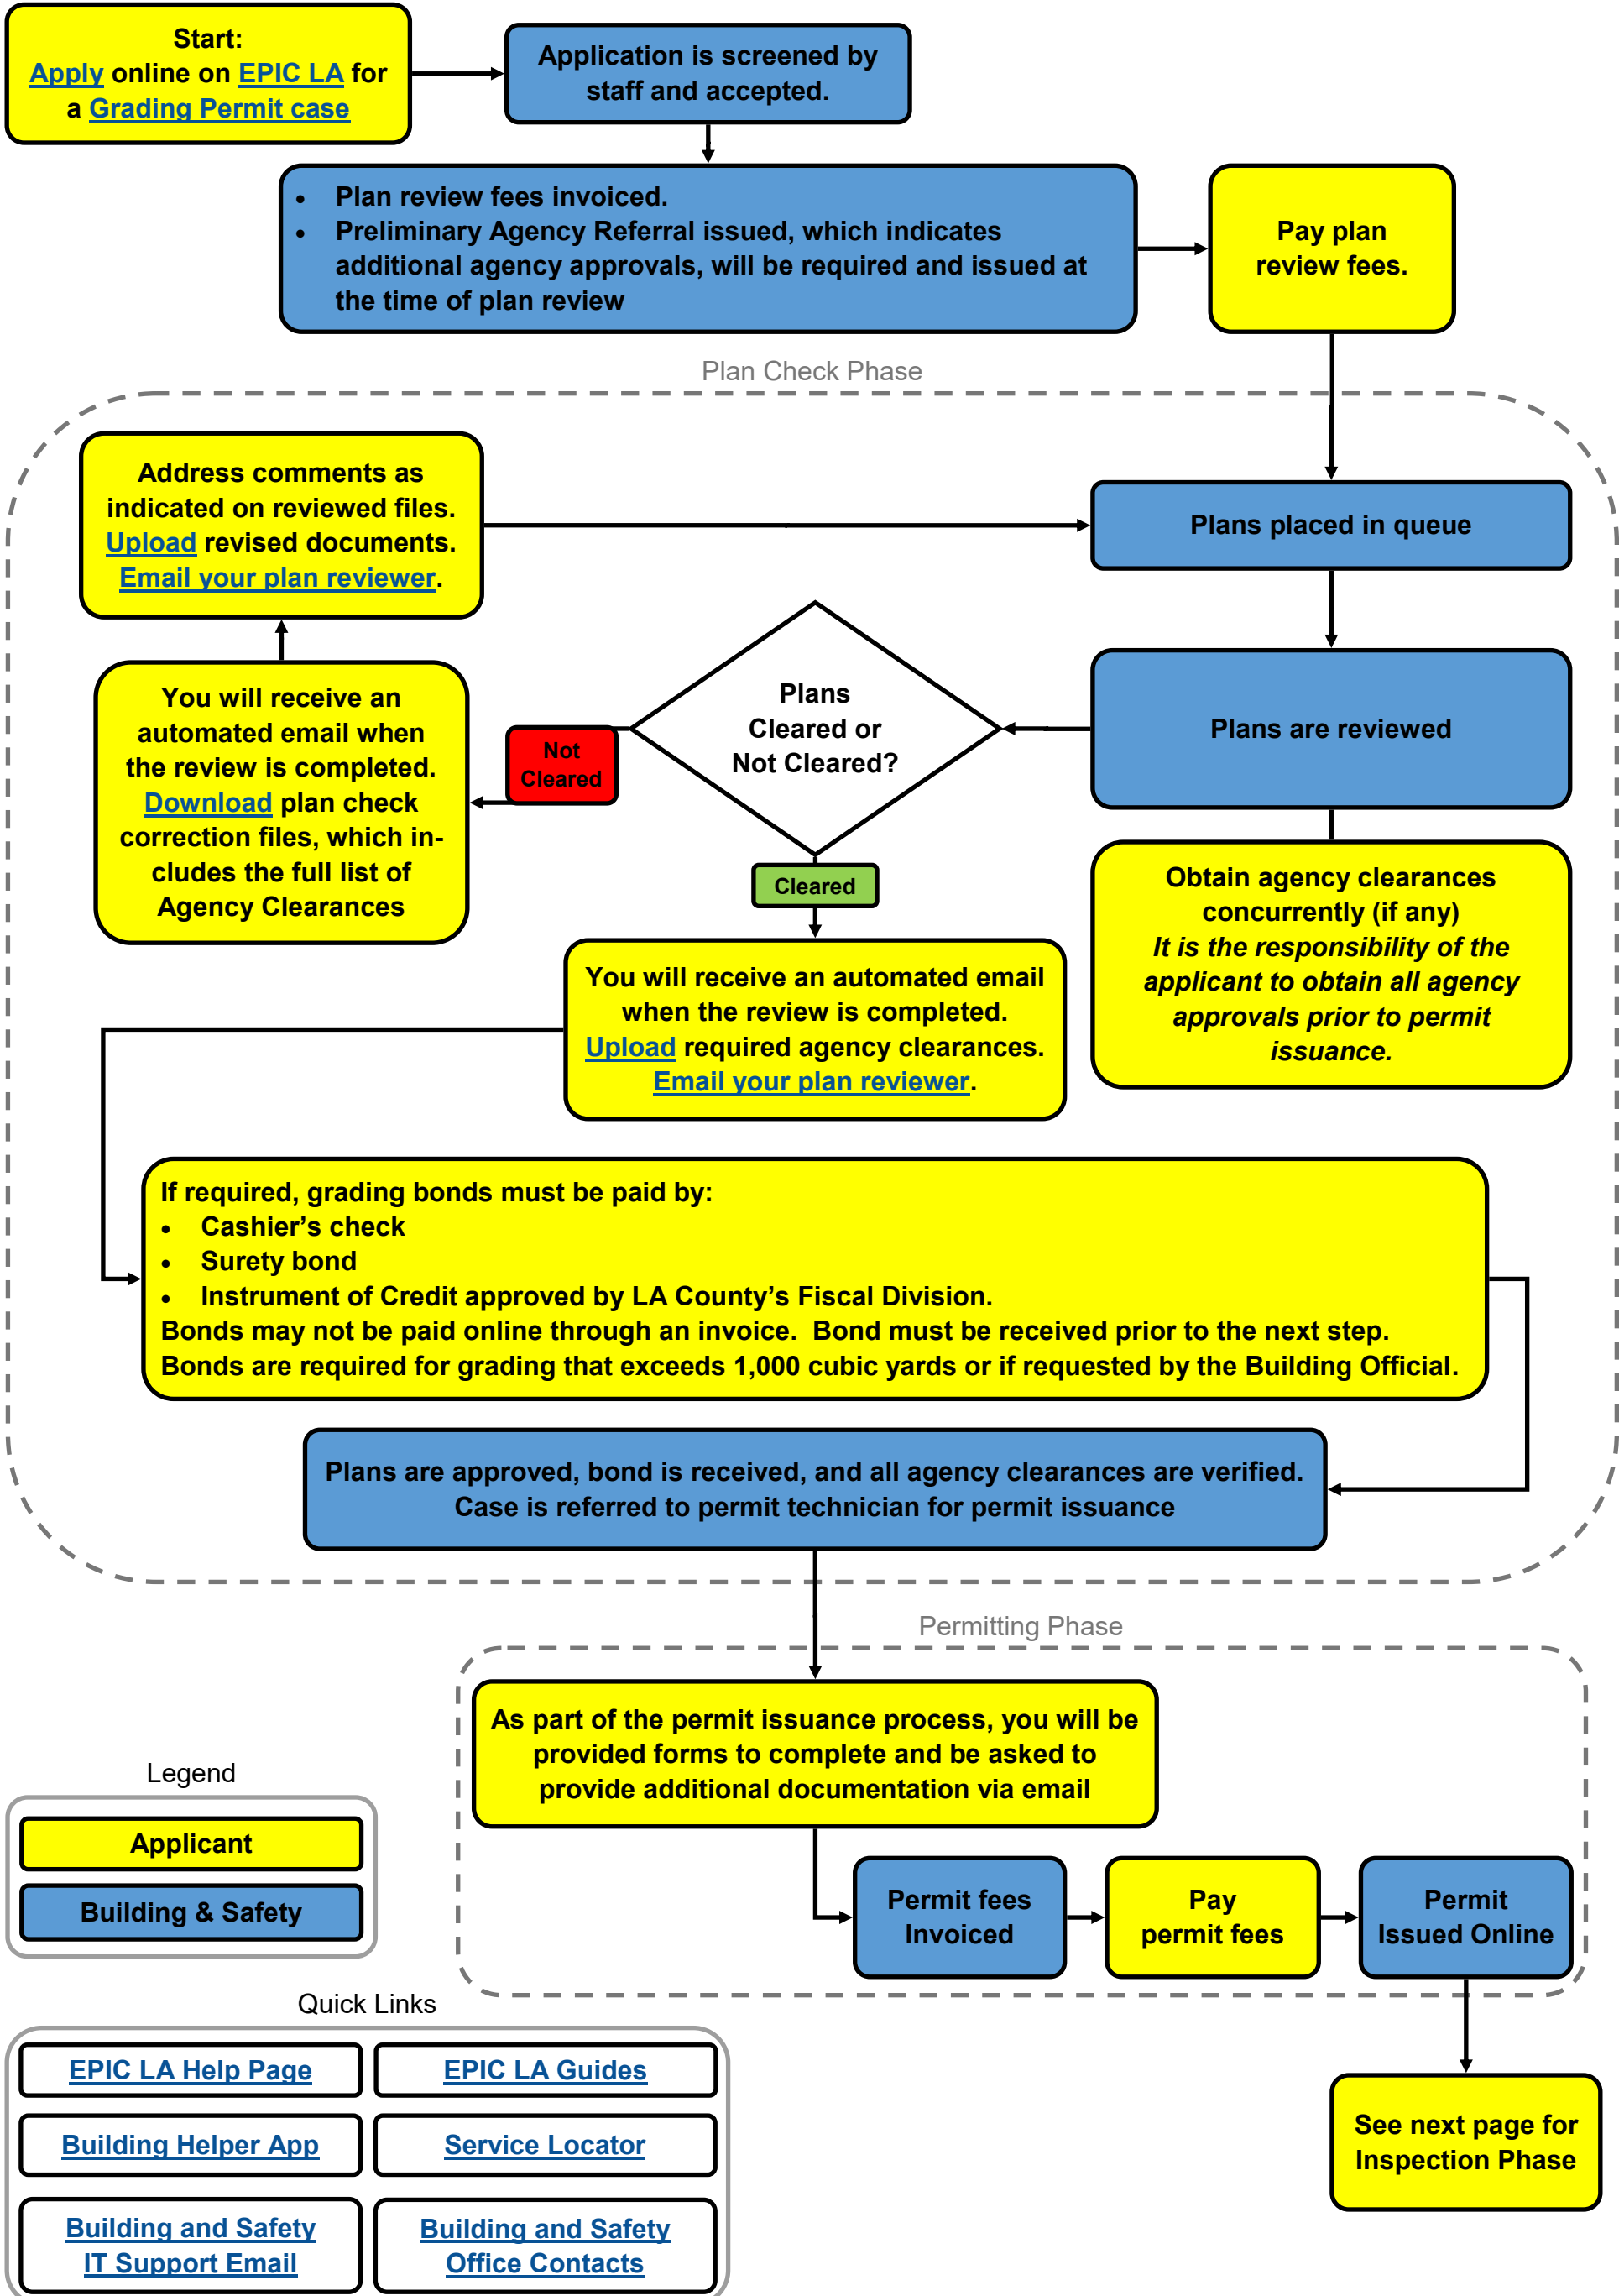 Start:
Apply online on EPIC LA for
a Grading Permit case
Application is screened by
staff and accepted.
• Plan review fees invoiced.
• Preliminary Agency Referral issued, which indicates
additional agency approvals, will be required and issued at
the time of plan review
Pay plan
review fees.
Plan Check Phase
Address comments as
indicated on reviewed files.
Upload revised documents.
Email your plan reviewer.
Plans placed in queue
You will receive an
automated email when
the review is completed.
Download plan check
correction files, which in-
cludes the full list of
Agency Clearances
Not
Cleared
Plans
Cleared or
Not Cleared?
Plans are reviewed
Cleared
Obtain agency clearances
concurrently (if any)
It is the responsibility of the
applicant to obtain all agency
approvals prior to permit
issuance.
You will receive an automated email
when the review is completed.
Upload required agency clearances.
Email your plan reviewer.
If required, grading bonds must be paid by:
• Cashier’s check
• Surety bond
• Instrument of Credit approved by LA County’s Fiscal Division.
Bonds may not be paid online through an invoice.  Bond must be received prior to the next step.
Bonds are required for grading that exceeds 1,000 cubic yards or if requested by the Building Official.
Plans are approved, bond is received, and all agency clearances are verified.
Case is referred to permit technician for permit issuance
Permitting Phase
As part of the permit issuance process, you will be
provided forms to complete and be asked to
provide additional documentation via email
Legend
Applicant
Building & Safety
Permit fees
Invoiced
Pay
permit fees
Permit
Issued Online
Quick Links
EPIC LA Help Page
EPIC LA Guides
Building Helper App
Service Locator
Building and Safety
IT Support Email
Building and Safety
Office Contacts
See next page for
Inspection Phase